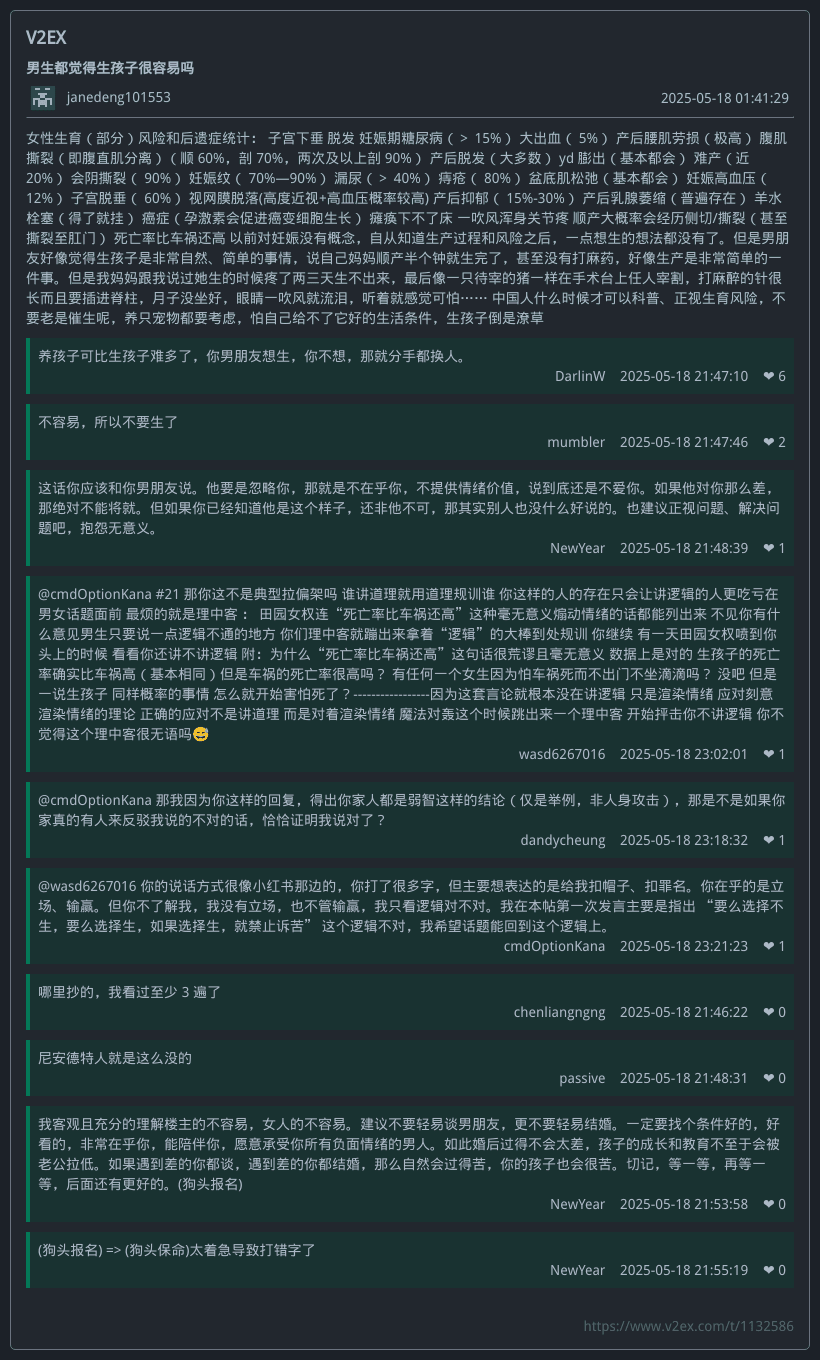 V2EX
男生都觉得生孩子很容易吗
janedeng101553
2025-05-18 01:41:29
女性生育（部分）风险和后遗症统计： 子宫下垂 脱发 妊娠期糖尿病（ > 15%） 大出血（ 5%） 产后腰肌劳损（极高） 腹肌
撕裂（即腹直肌分离）（顺 60%，剖 70%，两次及以上剖 90%） 产后脱发（大多数） yd 膨出（基本都会） 难产（近
20%） 会阴撕裂（ 90%） 妊娠纹（ 70%—90%） 漏尿（ > 40%） 痔疮（ 80%） 盆底肌松弛（基本都会） 妊娠高血压（
12%） 子宫脱垂（ 60%） 视网膜脱落(高度近视+高血压概率较高) 产后抑郁（ 15%-30%） 产后乳腺萎缩（普遍存在） 羊水
栓塞（得了就挂） 癌症（孕激素会促进癌变细胞生长） 瘫痪下不了床 一吹风浑身关节疼 顺产大概率会经历侧切/撕裂（甚至
撕裂至肛门） 死亡率比车祸还高 以前对妊娠没有概念，自从知道生产过程和风险之后，一点想生的想法都没有了。但是男朋
友好像觉得生孩子是非常自然、简单的事情，说自己妈妈顺产半个钟就生完了，甚至没有打麻药，好像生产是非常简单的一
件事。但是我妈妈跟我说过她生的时候疼了两三天生不出来，最后像一只待宰的猪一样在手术台上任人宰割，打麻醉的针很
长而且要插进脊柱，月子没坐好，眼睛一吹风就流泪，听着就感觉可怕…… 中国人什么时候才可以科普、正视生育风险，不
要老是催生呢，养只宠物都要考虑，怕自己给不了它好的生活条件，生孩子倒是潦草
养孩子可比生孩子难多了，你男朋友想生，你不想，那就分手都换人。
DarlinW 2025-05-18 21:47:10 ❤ 6
不容易，所以不要生了
mumbler 2025-05-18 21:47:46 ❤ 2
这话你应该和你男朋友说。他要是忽略你，那就是不在乎你，不提供情绪价值，说到底还是不爱你。如果他对你那么差，
那绝对不能将就。但如果你已经知道他是这个样子，还非他不可，那其实别人也没什么好说的。也建议正视问题、解决问
题吧，抱怨无意义。
NewYear 2025-05-18 21:48:39 ❤ 1
@cmdOptionKana #21 那你这不是典型拉偏架吗 谁讲道理就用道理规训谁 你这样的人的存在只会让讲逻辑的人更吃亏在
男女话题面前 最烦的就是理中客 ： 田园女权连“死亡率比车祸还高”这种毫无意义煽动情绪的话都能列出来 不见你有什
么意见男生只要说一点逻辑不通的地方 你们理中客就蹦出来拿着“逻辑”的大棒到处规训 你继续 有一天田园女权喷到你
头上的时候 看看你还讲不讲逻辑 附: 为什么“死亡率比车祸还高”这句话很荒谬且毫无意义 数据上是对的 生孩子的死亡
率确实比车祸高（基本相同）但是车祸的死亡率很高吗？ 有任何一个女生因为怕车祸死而不出门不坐滴滴吗？ 没吧 但是
一说生孩子 同样概率的事情 怎么就开始害怕死了？-----------------因为这套言论就根本没在讲逻辑 只是渲染情绪 应对刻意
渲染情绪的理论 正确的应对不是讲道理 而是对着渲染情绪 魔法对轰这个时候跳出来一个理中客 开始抨击你不讲逻辑 你不
觉得这个理中客很无语吗😅
wasd6267016 2025-05-18 23:02:01 ❤ 1
@cmdOptionKana 那我因为你这样的回复，得出你家人都是弱智这样的结论（仅是举例，非人身攻击），那是不是如果你
家真的有人来反驳我说的不对的话，恰恰证明我说对了？
dandycheung 2025-05-18 23:18:32 ❤ 1
@wasd6267016 你的说话方式很像小红书那边的，你打了很多字，但主要想表达的是给我扣帽子、扣罪名。你在乎的是立
场、输赢。但你不了解我，我没有立场，也不管输赢，我只看逻辑对不对。我在本帖第一次发言主要是指出 “要么选择不
生，要么选择生，如果选择生，就禁止诉苦” 这个逻辑不对，我希望话题能回到这个逻辑上。
cmdOptionKana 2025-05-18 23:21:23 ❤ 1
哪里抄的，我看过至少 3 遍了
chenliangngng 2025-05-18 21:46:22 ❤ 0
尼安德特人就是这么没的
passive 2025-05-18 21:48:31 ❤ 0
我客观且充分的理解楼主的不容易，女人的不容易。建议不要轻易谈男朋友，更不要轻易结婚。一定要找个条件好的，好
看的，非常在乎你，能陪伴你，愿意承受你所有负面情绪的男人。如此婚后过得不会太差，孩子的成长和教育不至于会被
老公拉低。如果遇到差的你都谈，遇到差的你都结婚，那么自然会过得苦，你的孩子也会很苦。切记，等一等，再等一
等，后面还有更好的。(狗头报名)
NewYear 2025-05-18 21:53:58 ❤ 0
(狗头报名) => (狗头保命)太着急导致打错字了
NewYear 2025-05-18 21:55:19 ❤ 0
https://www.v2ex.com/t/1132586